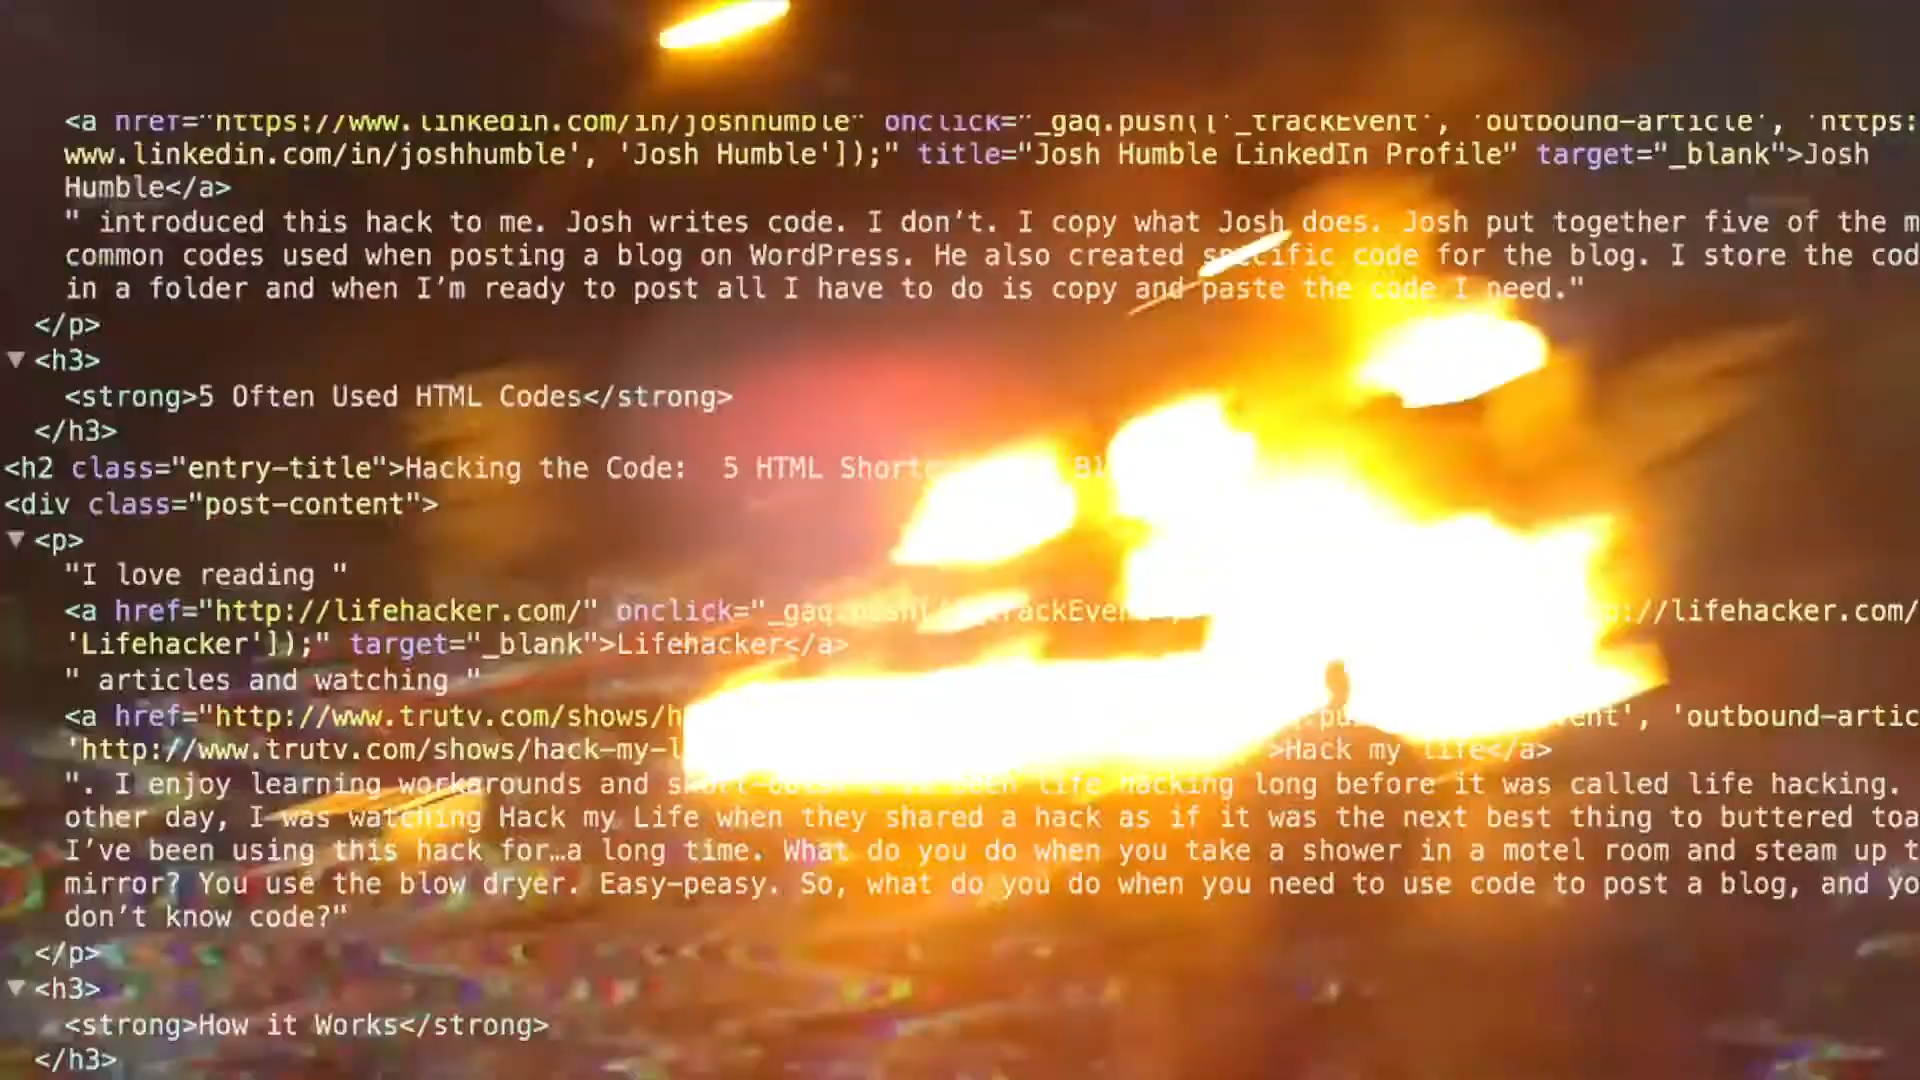 <a href="https://www.linkedin.com/in/joshhumble" onclick="_gaq.push(['_trackEvent', 'outbound-article', 'https:
www.linkedin.com/in/joshhumble', 'Josh Humble']);" title="Josh Humble LinkedIn Profile" target="_blank">Josh
Humble</a>
" introduced this hack to me. Josh writes code. I don’t. I copy what Josh does. Josh put together five of the m
common codes used when posting a blog on WordPress. He also created specific code for the blog. I store the cod
in a folder and when I’m ready to post all I have to do is copy and paste the code I need."
</p>
▼ <h3>
<strong>5 Often Used HTML Codes</strong>
</h3>
<h2 class="entry-title">Hacking the Code:  5 HTML
<div class="post-content">
▼ <p>
"I love reading "
<a href="http://lifehacker.com/" onclick="_gaq.push( trackEven p://lifehacker.com/
'Lifehacker']);" target="_blank">Lifehacker</a>
" articles and watching "
<a href="http://www.trutv.com/shows/h ent', 'outbound-artic
'http://www.trutv.com/shows/hack-my-l >Hack my life</a>
". I enjoy learning workarounds and life hacking long before it was called life hacking.
other day, I was watching Hack my Life when they shared a hack as if it was the next best thing to buttered toa
I’ve been using this hack for…a long time. What do you do when you take a shower in a motel room and steam up t
mirror? You use the blow dryer. Easy-peasy. So, what do you do when you need to use code to post a blog, and yo
don’t know code?"
</p>
▼ <h3>
<strong>How it Works</strong>
</h3>